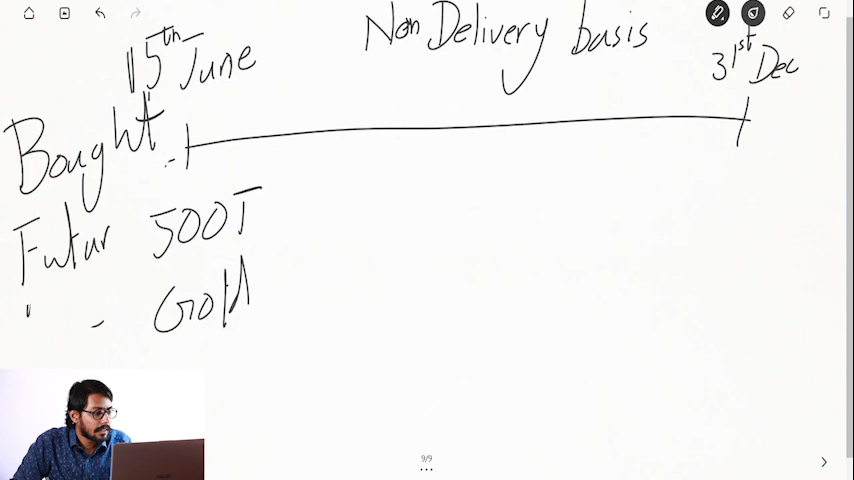 Non Delivery basis
15th June
31st Dec
Bought
Futur 500T
Gold
9/9